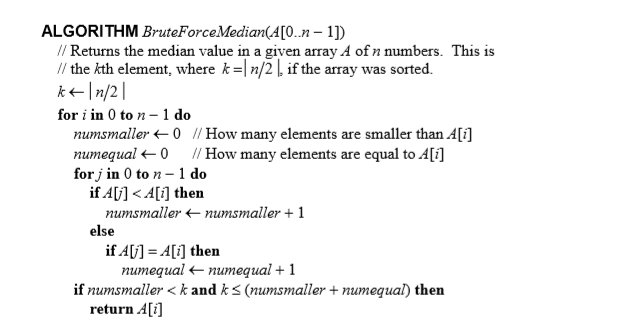 ALGORITHM BruteForceMedian(A[0..n – 1])
// Returns the median value in a given array A of n numbers. This is
// the kth element, where k =| n/2 |, if the array was sorted.
k ← | n/2 |
for i in 0 to n – 1 do
numsmaller ← 0 // How many elements are smaller than A[i]
numequal ← 0 // How many elements are equal to A[i]
for j in 0 to n – 1 do
if A[j] < A[i] then
numsmaller ← numsmaller + 1
else
if A[j] = A[i] then
numequal ← numequal + 1
if numsmaller < k and k ≤ (numsmaller + numequal) then
return A[i]